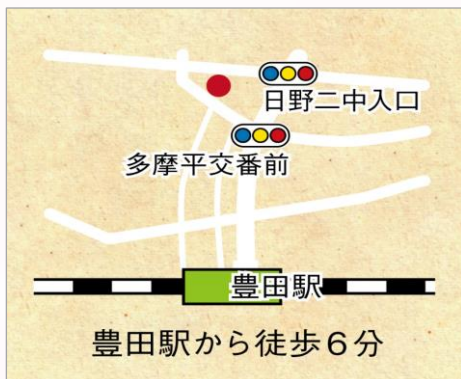 日野二中入口
多摩平交番前
豊田駅
豊田駅から徒歩6分